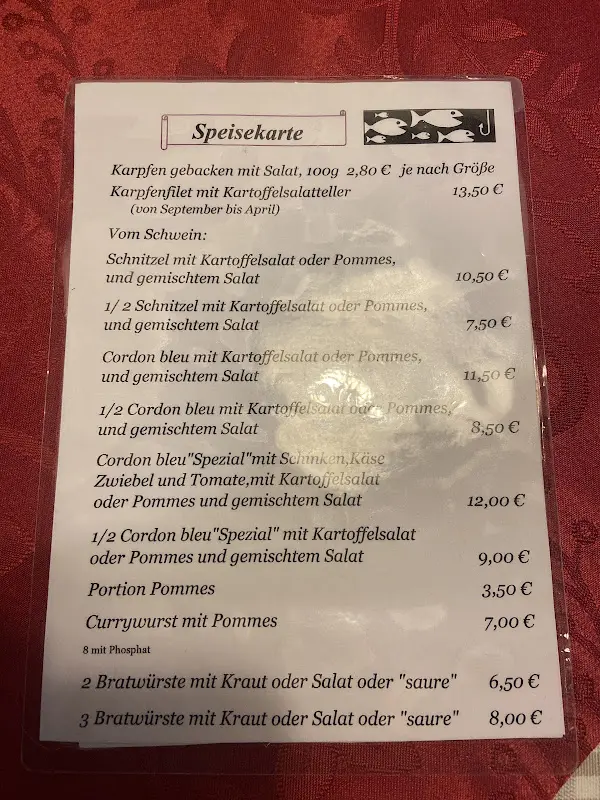 Speisekarte
Karpfen gebacken mit Salat, 100g 2,80 € je nach Größe
Karpfenfilet mit Kartoffelsalatteller 13,50 €
(von September bis April)
Vom Schwein:
Schnitzel mit Kartoffelsalat oder Pommes,
und gemischtem Salat 10,50 €
1/ 2 Schnitzel mit Kartoffelsalat oder Pommes,
und gemischtem Salat 7,50 €
Cordon bleu mit Kartoffelsalat oder Pommes,
und gemischtem Salat 11,50 €
1/2 Cordon bleu mit Kartoffelsalat oder Pommes,
und gemischtem Salat 8,50 €
Cordon bleu"Spezial"mit Schinken,Käse
Zwiebel und Tomate,mit Kartoffelsalat
oder Pommes und gemischtem Salat 12,00 €
1/2 Cordon bleu"Spezial" mit Kartoffelsalat
oder Pommes und gemischtem Salat 9,00 €
Portion Pommes 3,50 €
Currywurst mit Pommes 7,00 €
8 mit Phosphat
2 Bratwürste mit Kraut oder Salat oder "saure" 6,50 €
3 Bratwürste mit Kraut oder Salat oder "saure" 8,00 €